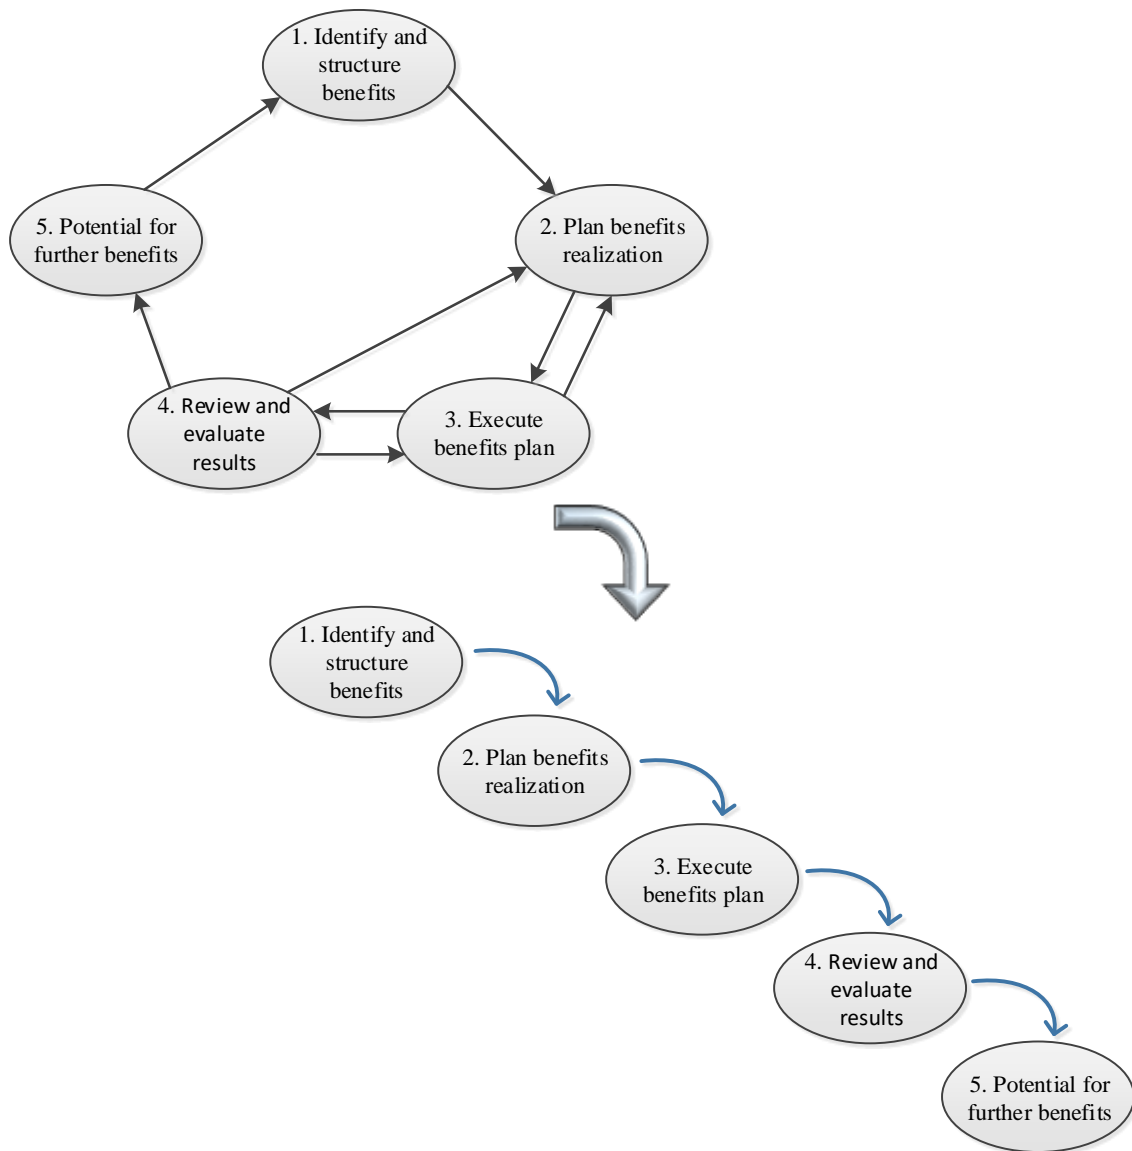 1. Identify and
structure
benefits
5. Potential for
further benefits
2. Plan benefits
realization
4. Review and
evaluate
results
3. Execute
benefits plan
1. Identify and
structure
benefits
2. Plan benefits
realization
3. Execute
benefits plan
4. Review and
evaluate
results
5. Potential for
further benefits